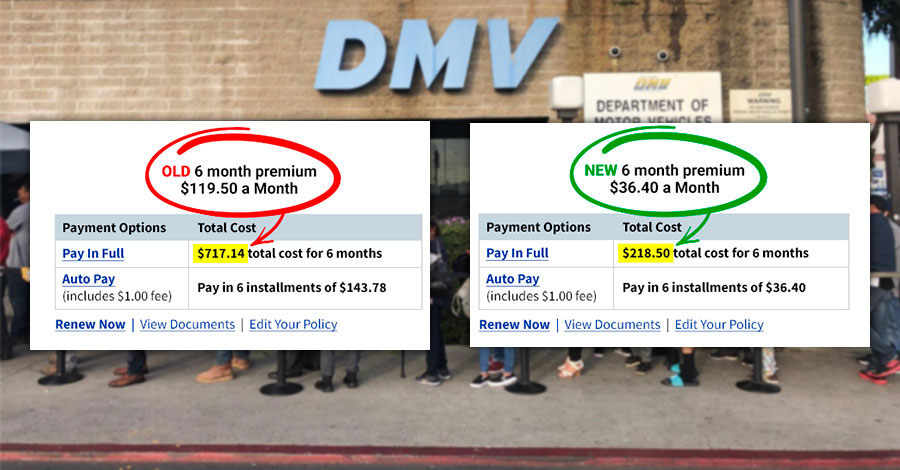 DMV
DMV
DEPARTMENT OF
MOTOR VEHICLES
WARNING
OLD 6 month premium
$119.50 a Month
Payment Options Total Cost
Pay In Full $717.14 total cost for 6 months
Auto Pay
(includes $1.00 fee) Pay in 6 installments of $143.78
Renew Now | View Documents | Edit Your Policy
NEW 6 month premium
$36.40 a Month
Payment Options Total Cost
Pay In Full $218.50 total cost for 6 months
Auto Pay
(includes $1.00 fee) Pay in 6 installments of $36.40
Renew Now | View Documents | Edit Your Policy